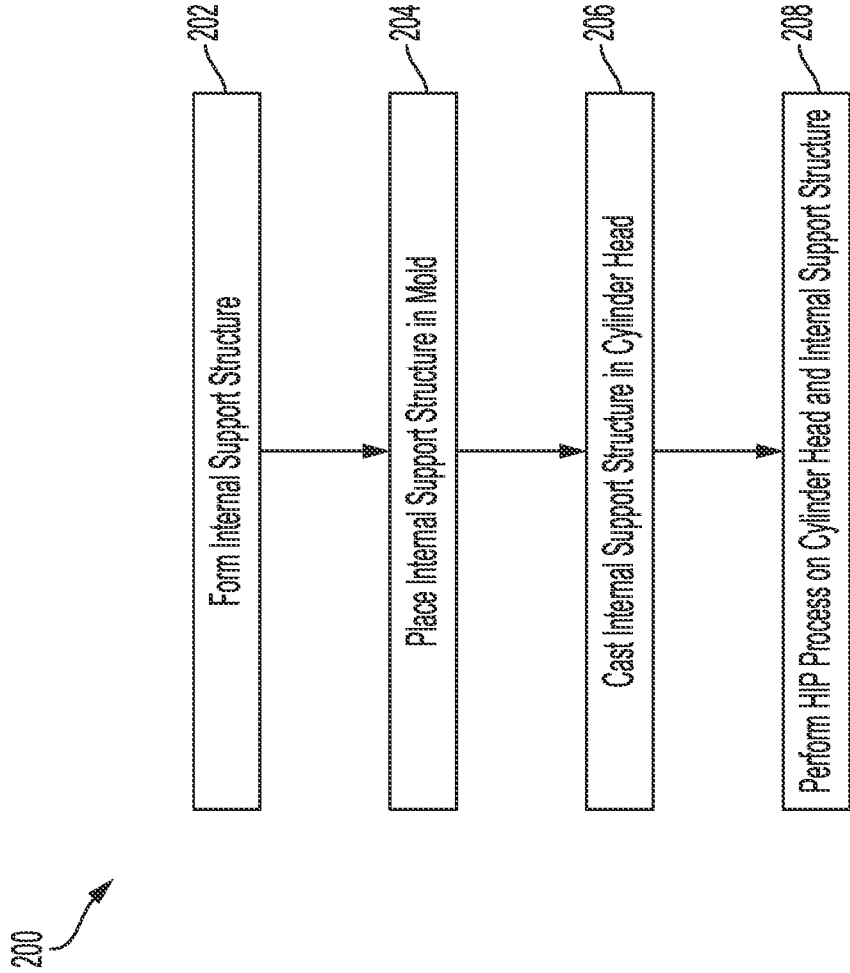 200
Form Internal Support Structure
202
Place Internal Support Structure in Mold
204
Cast Internal Support Structure in Cylinder Head
206
Perform HIP Process on Cylinder Head and Internal Support Structure
208